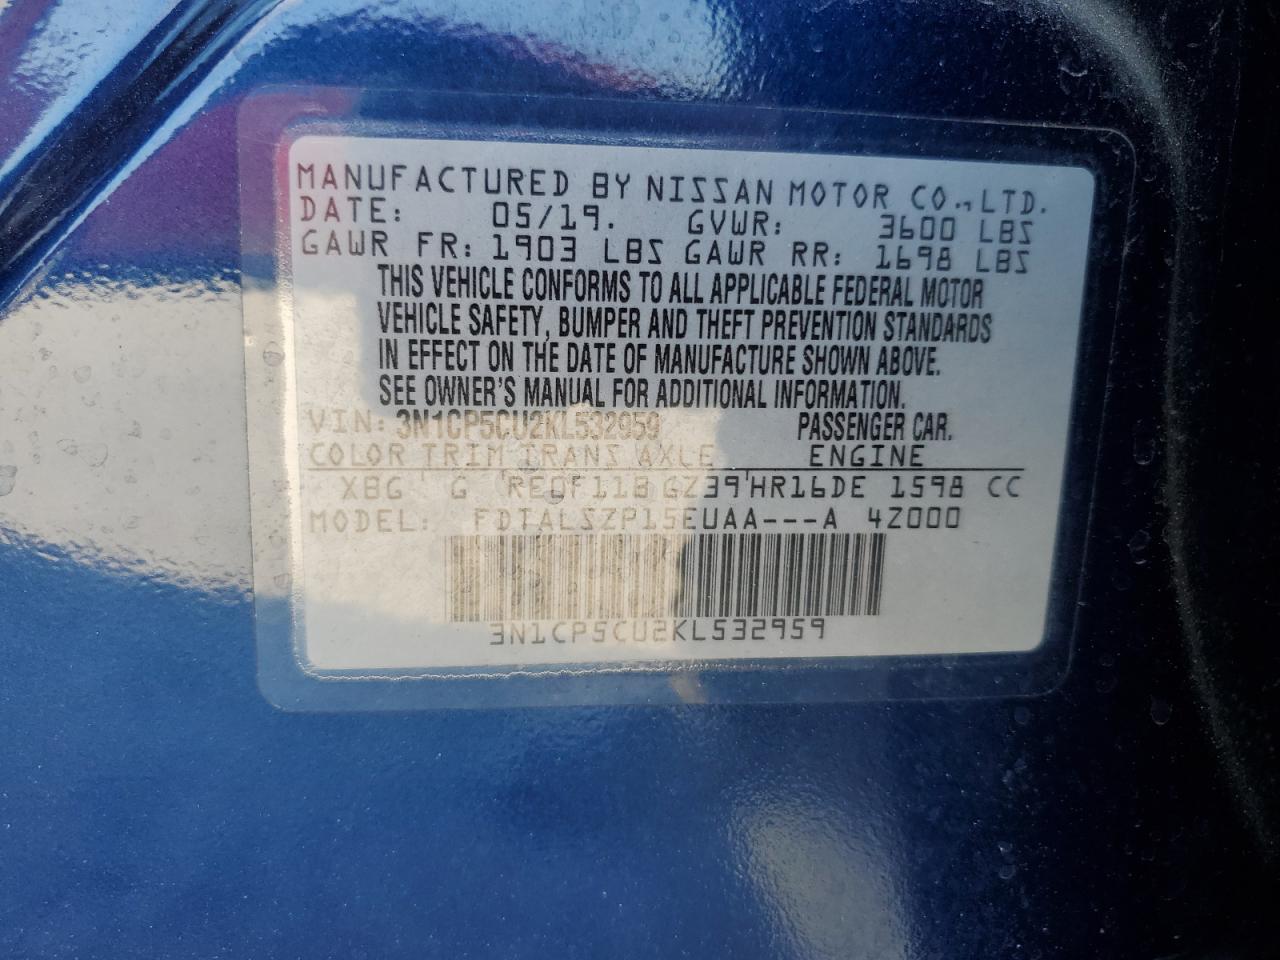 MANUFACTURED BY NISSAN MOTOR CO., LTD.
DATE: 05/19. GVWR: 3600 LBS
GAWR FR: 1903 LBS GAWR RR: 1698 LBS
THIS VEHICLE CONFORMS TO ALL APPLICABLE FEDERAL MOTOR
VEHICLE SAFETY, BUMPER AND THEFT PREVENTION STANDARDS
IN EFFECT ON THE DATE OF MANUFACTURE SHOWN ABOVE.
SEE OWNER'S MANUAL FOR ADDITIONAL INFORMATION.
VIN: 3N1CP5CU2KL532959 PASSENGER CAR.
COLOR TRIM TRANS AXLE ENGINE
XBG G RE0F11B GZ39 HR16DE 1598 CC
MODEL: FDTALSZP15EUAA---A 4Z000
3N1CP5CU2KL532959